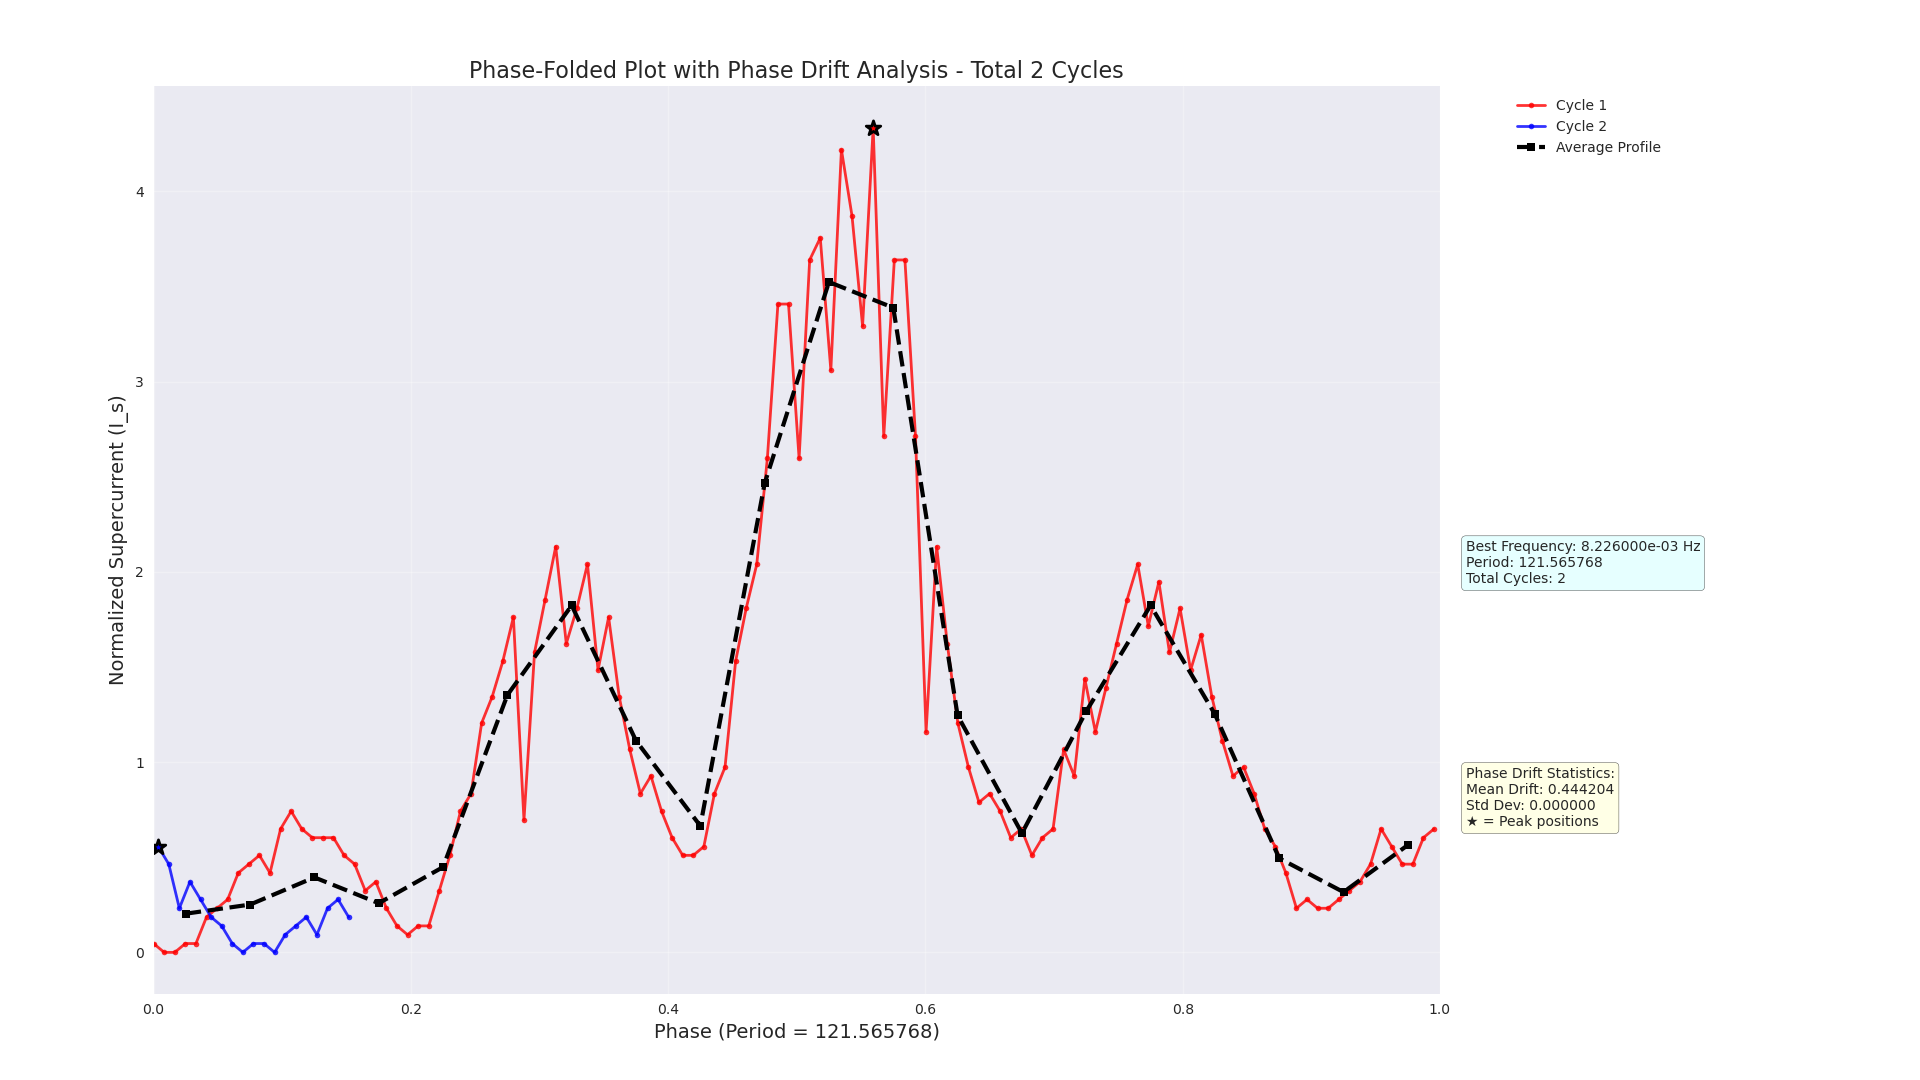 Phase-Folded Plot with Phase Drift Analysis - Total 2 Cycles
Normalized Supercurrent (I_s)
4
3
2
1
0
0.0
0.2
0.4
0.6
0.8
1.0
Phase (Period = 121.565768)
Cycle 1
Cycle 2
Average Profile
Best Frequency: 8.226000e-03 Hz
Period: 121.565768
Total Cycles: 2
Phase Drift Statistics:
Mean Drift: 0.444204
Std Dev: 0.000000
★ = Peak positions